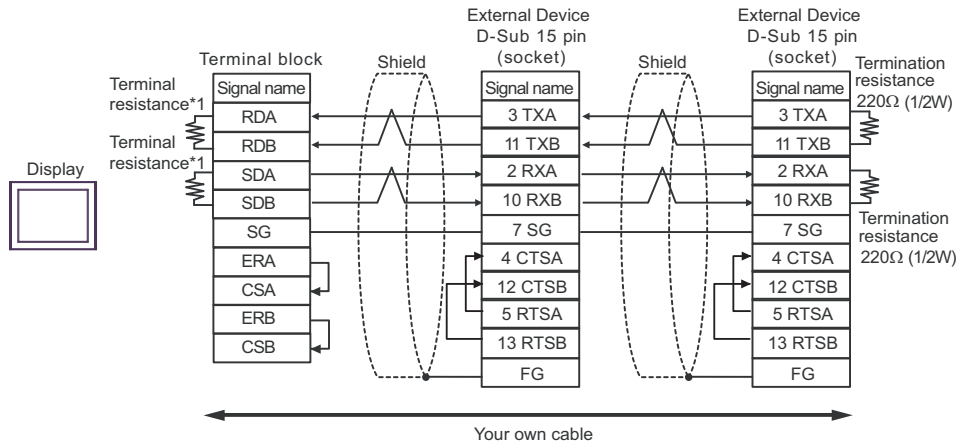 Display
Terminal block
Terminal
resistance*1
Terminal
resistance*1
Signal name
RDA
RDB
SDA
SDB
SG
ERA
CSA
ERB
CSB
Shield
External Device
D-Sub 15 pin
(socket)
Signal name
3 TXA
11 TXB
2 RXA
10 RXB
7 SG
4 CTSA
12 CTSB
5 RTSA
13 RTSB
FG
Shield
External Device
D-Sub 15 pin
(socket)
Signal name
3 TXA
11 TXB
2 RXA
10 RXB
7 SG
4 CTSA
12 CTSB
5 RTSA
13 RTSB
FG
Termination
resistance
220Ω (1/2W)
Termination
resistance
220Ω (1/2W)
Your own cable